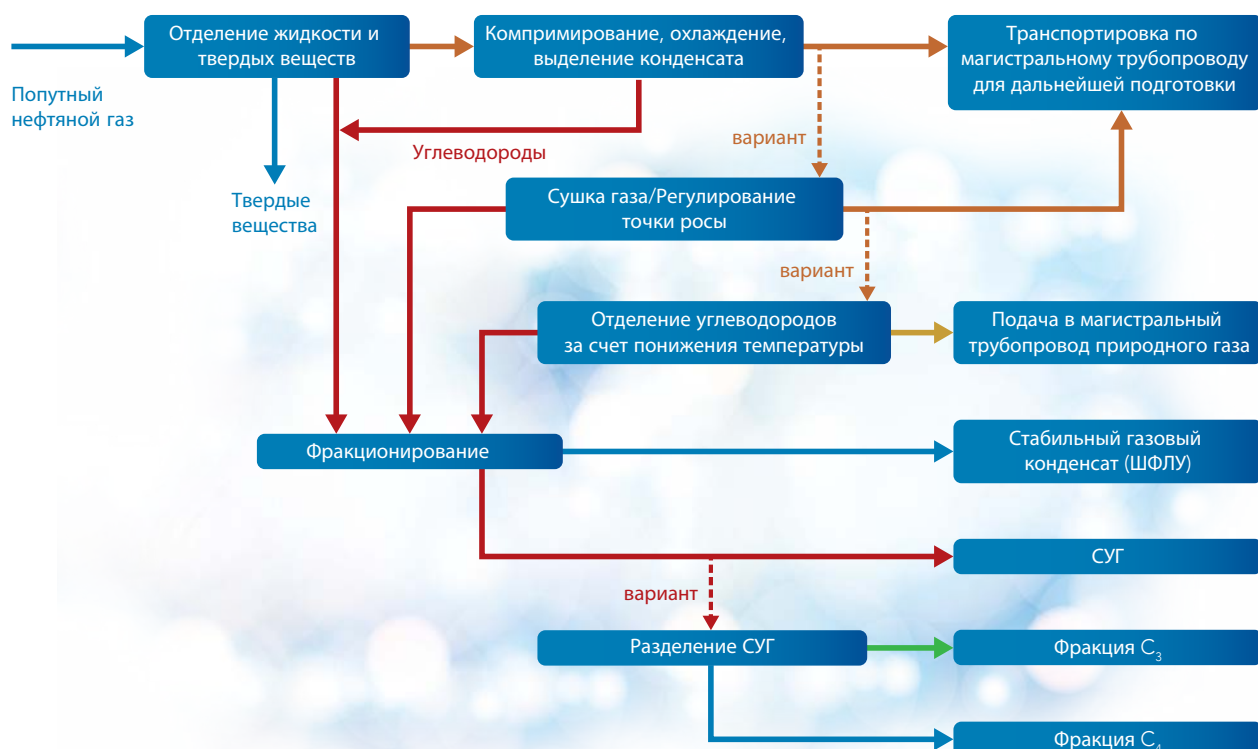 Отделение жидкости и
твердых веществ
Компримирование, охлаждение,
выделение конденсата
Транспортировка по
магистральному трубопроводу
для дальнейшей подготовки
Попутный
нефтяной газ
Углеводороды
вариант
Твердые
вещества
Сушка газа/Регулирование
точки росы
вариант
Отделение углеводородов
за счет понижения температуры
Подача в магистральный
трубопровод природного газа
Фракционирование
Стабильный газовый
конденсат (ШФЛУ)
СУГ
вариант
Разделение СУГ
Фракция C₃
Фракция C₄